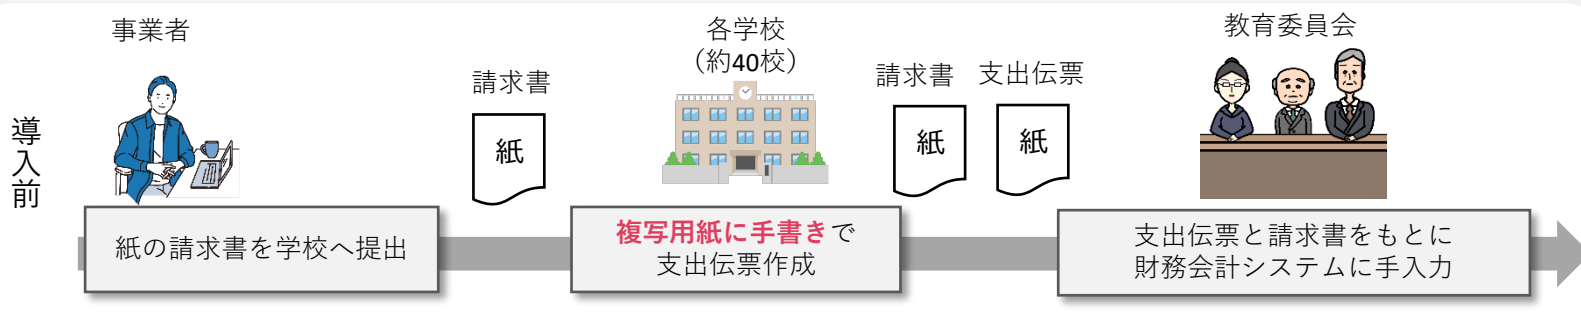 導入前
事業者
請求書
紙
各学校
（約40校）
請求書
紙
支出伝票
紙
教育委員会
紙の請求書を学校へ提出
複写用紙に手書きで
支出伝票作成
支出伝票と請求書をもとに
財務会計システムに手入力